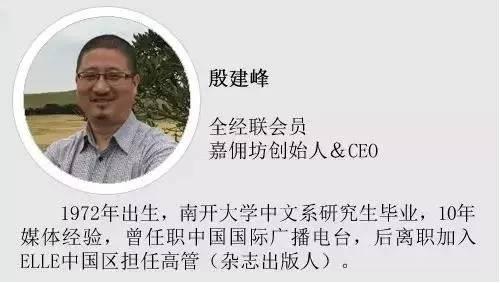 殷建峰
全经联会员
嘉佣坊创始人＆CEO
1972年出生，南开大学中文系研究生毕业，10年
媒体经验，曾任职中国国际广播电台，后离职加入
ELLE中国区担任高管（杂志出版人）。